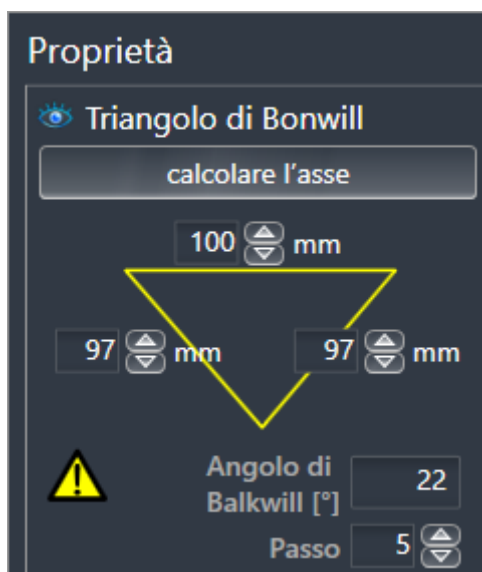 Proprietà
Triangolo di Bonwill
calcolare l'asse
100 mm
97 mm 97 mm
Angolo di 22
Balkwill [°]
Passo 5